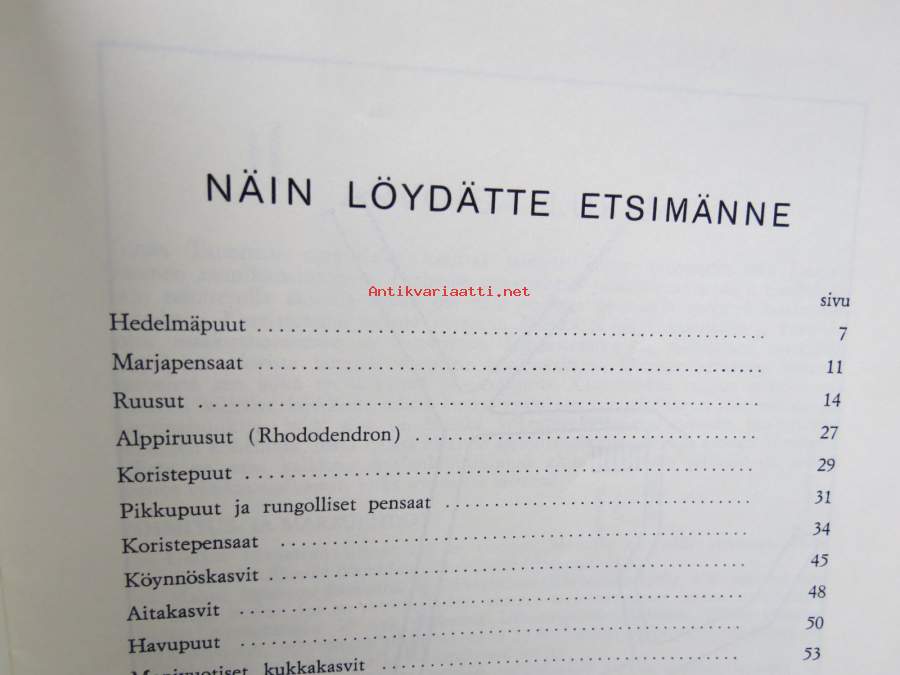 NÄIN LÖYDÄTTE ETSIMÄNNE
Antikvariaatti.net
sivu
Hedelmäpuut 7
Marjapensaat 11
Ruusut 14
Alppiruusut (Rhododendron) 27
Koristepuut 29
Pikkupuut ja rungolliset pensaat 31
Koristepensaat 34
Köynnöskasvit 45
Aitakasvit 48
Havupuut 50
Monivuotiset kukkakasvit 53